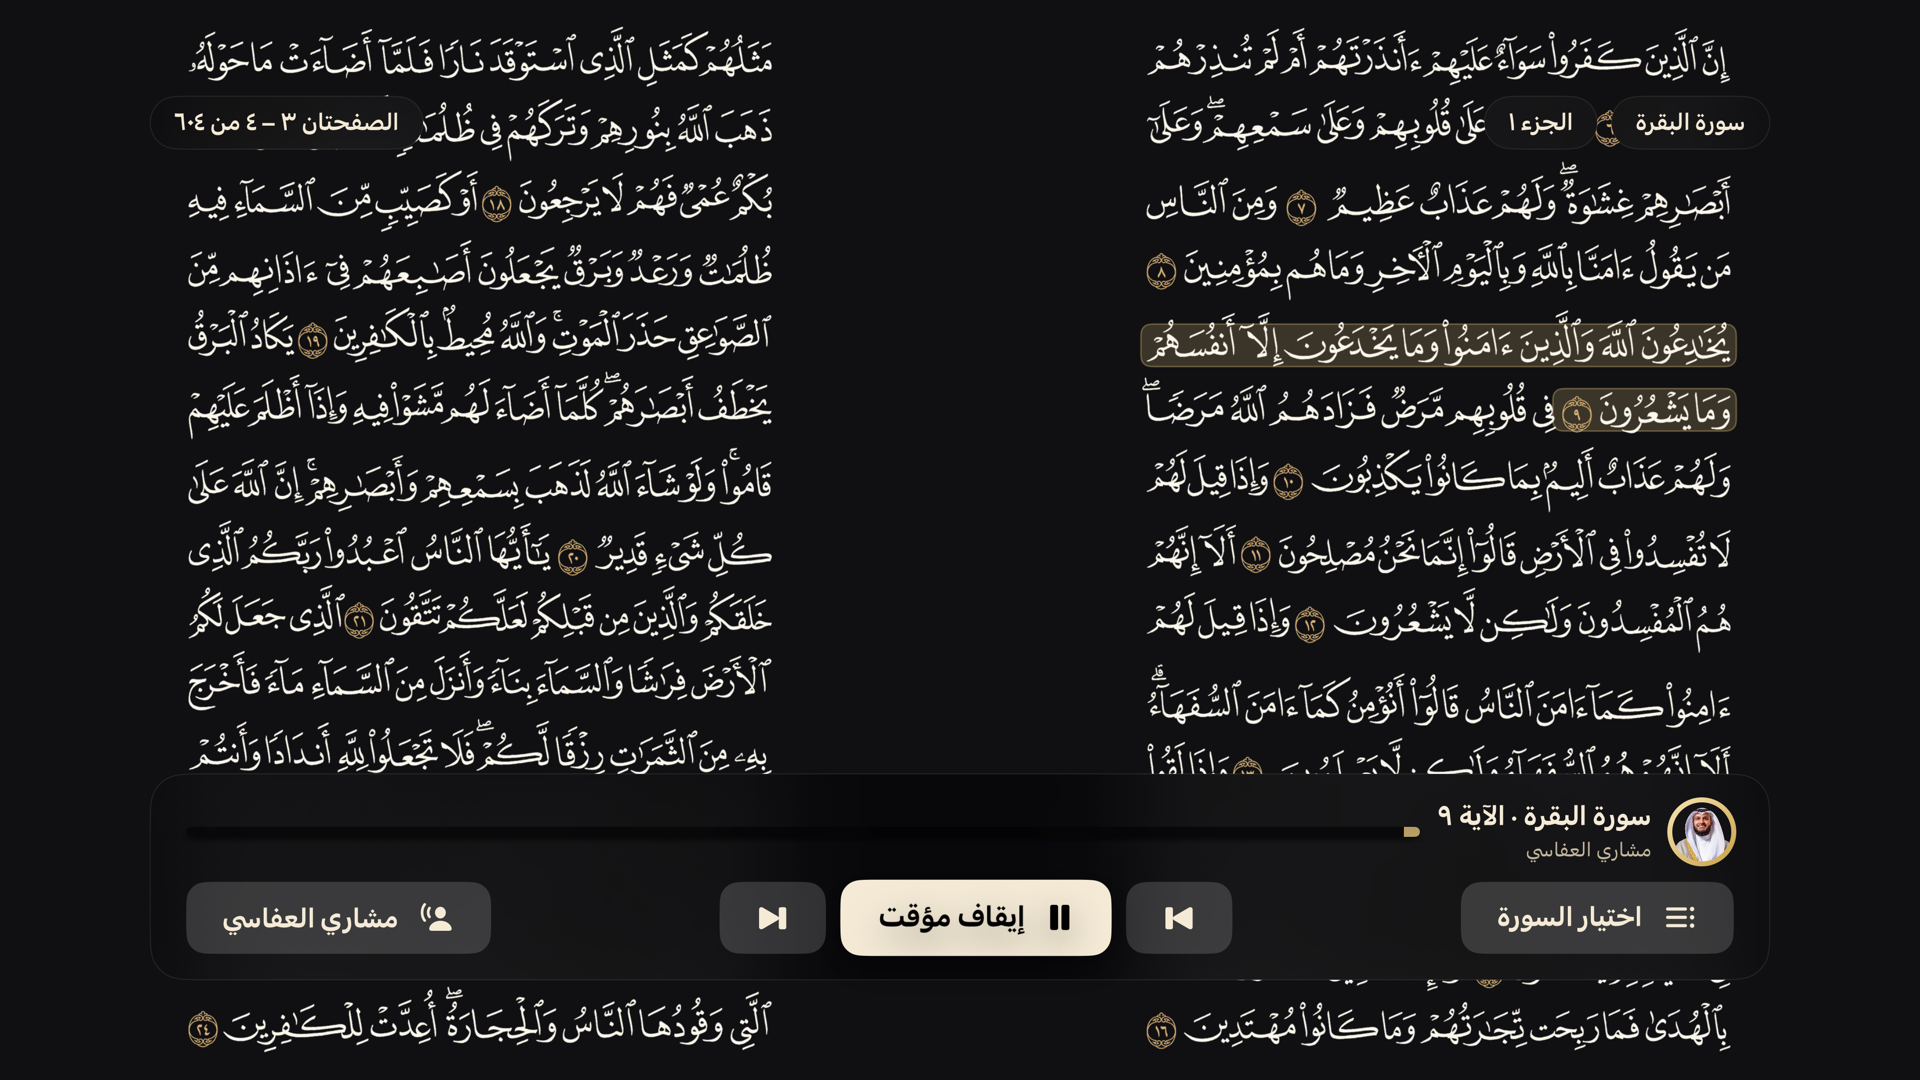 إِنَّ ٱلَّذِينَ كَفَرُوا۟ سَوَآءٌ عَلَيْهِمْ ءَأَنذَرْتَهُمْ أَمْ لَمْ تُنذِرْهُمْ
سورة البقرة
٦
الجزء ١
عَلَىٰ قُلُوبِهِمْ وَعَلَىٰ سَمْعِهِمْ ۖ وَعَلَىٰٓ
أَبْصَـٰرِهِمْ غِشَـٰوَةٌ ۖ وَلَهُمْ عَذَابٌ عَظِيمٌ ٧ وَمِنَ ٱلنَّاسِ
مَن يَقُولُ ءَامَنَّا بِٱللَّهِ وَبِٱلْيَوْمِ ٱلْـَٔاخِرِ وَمَا هُم بِمُؤْمِنِينَ ٨
يُخَـٰدِعُونَ ٱللَّهَ وَٱلَّذِينَ ءَامَنُوا۟ وَمَا يَخْدَعُونَ إِلَّآ أَنفُسَهُمْ
وَمَا يَشْعُرُونَ ٩ فِى قُلُوبِهِم مَّرَضٌ فَزَادَهُمُ ٱللَّهُ مَرَضًا ۖ
وَلَهُمْ عَذَابٌ أَلِيمٌۢ بِمَا كَانُوا۟ يَكْذِبُونَ ١٠ وَإِذَا قِيلَ لَهُمْ
لَا تُفْسِدُوا۟ فِى ٱلْأَرْضِ قَالُوٓا۟ إِنَّمَا نَحْنُ مُصْلِحُونَ ١١ أَلَآ إِنَّهُمْ
هُمُ ٱلْمُفْسِدُونَ وَلَـٰكِن لَّا يَشْعُرُونَ ١٢ وَإِذَا قِيلَ لَهُمْ
ءَامِنُوا۟ كَمَآ ءَامَنَ ٱلنَّاسُ قَالُوٓا۟ أَنُؤْمِنُ كَمَآ ءَامَنَ ٱلسُّفَهَآءُ ۗ
أَلَآ إِنَّهُمْ هُمُ ٱلسُّفَهَآءُ وَلَـٰكِن لَّا يَعْلَمُونَ ١٣ وَإِذَا لَقُوا۟
بِٱلْهُدَىٰ فَمَا رَبِحَت تِّجَـٰرَتُهُمْ وَمَا كَانُوا۟ مُهْتَدِينَ ١٦
مَثَلُهُمْ كَمَثَلِ ٱلَّذِى ٱسْتَوْقَدَ نَارًا فَلَمَّآ أَضَآءَتْ مَا حَوْلَهُۥ
ذَهَبَ ٱللَّهُ بِنُورِهِمْ وَتَرَكَهُمْ فِى
الصفحتان ٣ – ٤ من ٦٠٤
بُكْمٌ عُمْىٌ فَهُمْ لَا يَرْجِعُونَ ١٨ أَوْ كَصَيِّبٍ مِّنَ ٱلسَّمَآءِ فِيهِ
ظُلُمَـٰتٌ وَرَعْدٌ وَبَرْقٌ يَجْعَلُونَ أَصَـٰبِعَهُمْ فِىٓ ءَاذَانِهِم مِّنَ
ٱلصَّوَٰعِقِ حَذَرَ ٱلْمَوْتِ ۚ وَٱللَّهُ مُحِيطٌۢ بِٱلْكَـٰفِرِينَ ١٩ يَكَادُ ٱلْبَرْقُ
يَخْطَفُ أَبْصَـٰرَهُمْ ۖ كُلَّمَآ أَضَآءَ لَهُم مَّشَوْا۟ فِيهِ وَإِذَآ أَظْلَمَ عَلَيْهِمْ
قَامُوا۟ ۚ وَلَوْ شَآءَ ٱللَّهُ لَذَهَبَ بِسَمْعِهِمْ وَأَبْصَـٰرِهِمْ ۚ إِنَّ ٱللَّهَ عَلَىٰ
كُلِّ شَىْءٍ قَدِيرٌ ٢٠ يَـٰٓأَيُّهَا ٱلنَّاسُ ٱعْبُدُوا۟ رَبَّكُمُ ٱلَّذِى
خَلَقَكُمْ وَٱلَّذِينَ مِن قَبْلِكُمْ لَعَلَّكُمْ تَتَّقُونَ ٢١ ٱلَّذِى جَعَلَ لَكُمُ
ٱلْأَرْضَ فِرَٰشًا وَٱلسَّمَآءَ بِنَآءً وَأَنزَلَ مِنَ ٱلسَّمَآءِ مَآءً فَأَخْرَجَ
بِهِۦ مِنَ ٱلثَّمَرَٰتِ رِزْقًا لَّكُمْ ۖ فَلَا تَجْعَلُوا۟ لِلَّهِ أَندَادًا وَأَنتُمْ
ٱلَّتِى وَقُودُهَا ٱلنَّاسُ وَٱلْحِجَارَةُ ۖ أُعِدَّتْ لِلْكَـٰفِرِينَ ٢٤
سورة البقرة · الآية ٩
مشاري العفاسي
اختيار السورة
إيقاف مؤقت
مشاري العفاسي